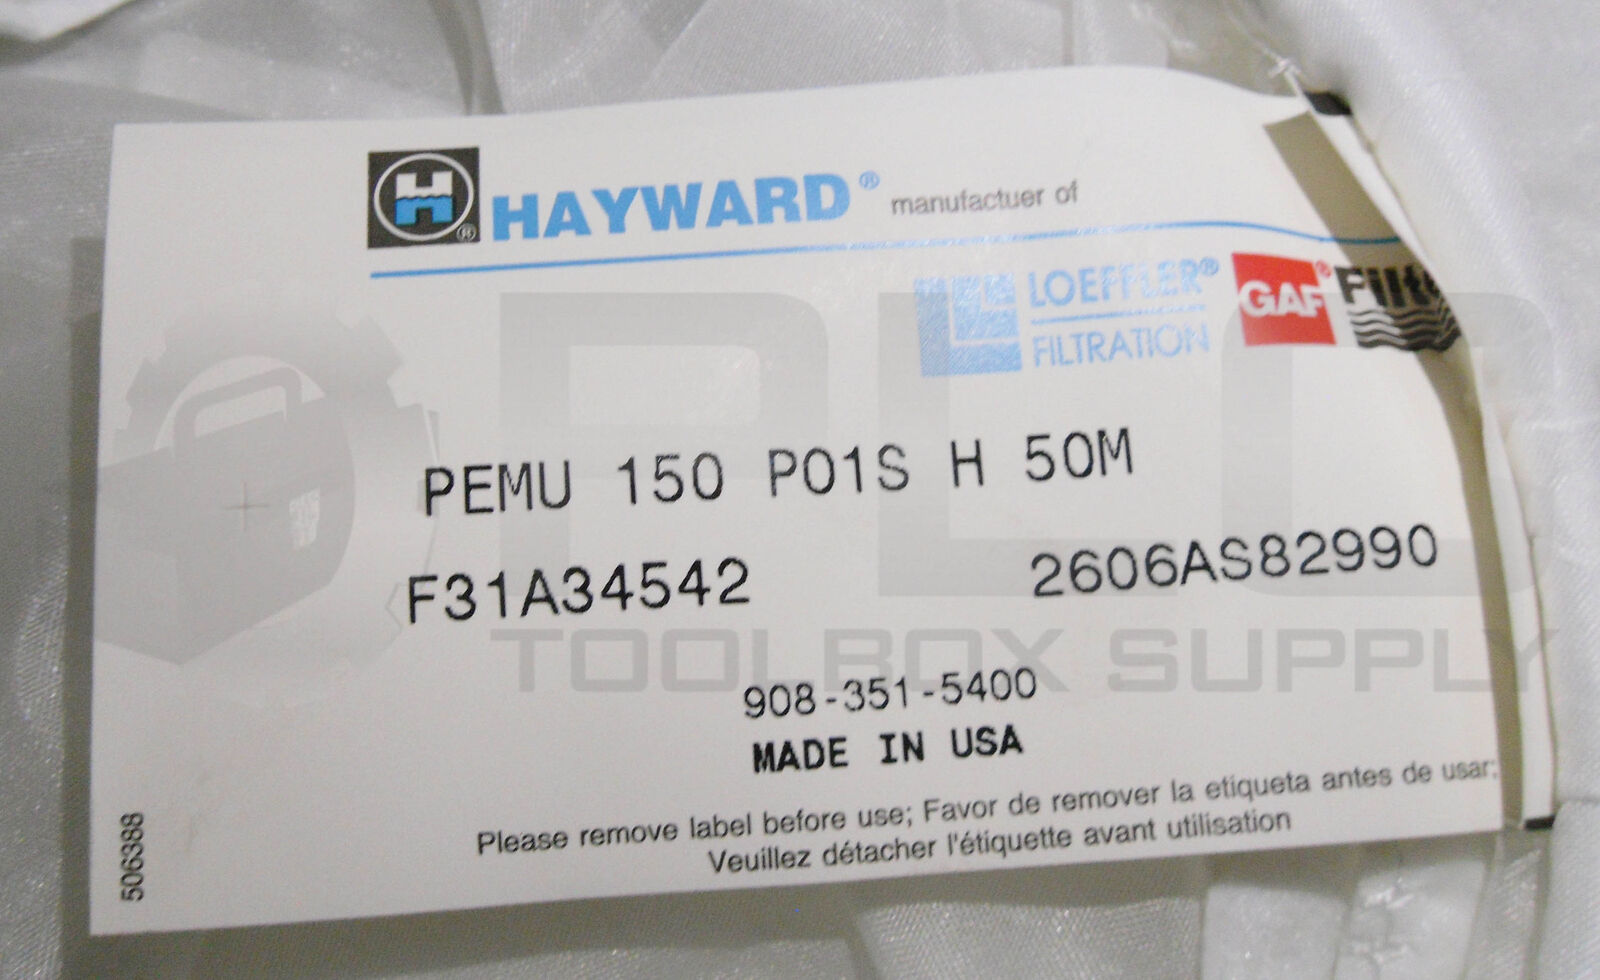 HAYWARD® manufactuer of
LOEFFLER® GAF®
FILTRATION
PEMU 150 P01S H 50M
F31A34542 2606AS82990
908-351-5400
MADE IN USA
Please remove label before use; Favor de remover la etiqueta antes de usar;
Veuillez détacher l'étiquette avant utilisation
506388
PLC
TOOLBOX SUPPLY